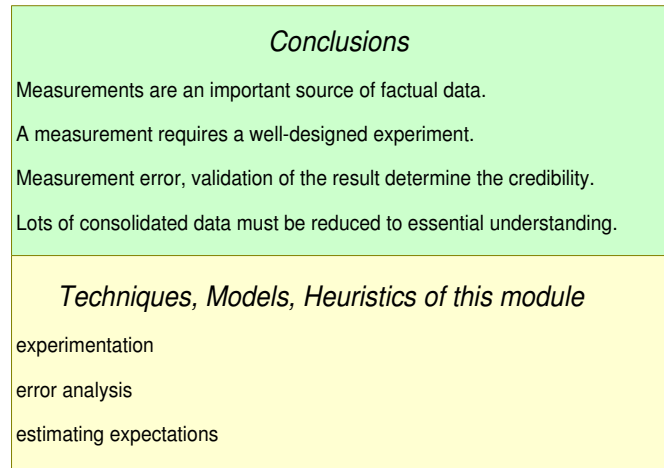 Conclusions
Measurements are an important source of factual data.
A measurement requires a well-designed experiment.
Measurement error, validation of the result determine the credibility.
Lots of consolidated data must be reduced to essential understanding.
Techniques, Models, Heuristics of this module
experimentation
error analysis
estimating expectations